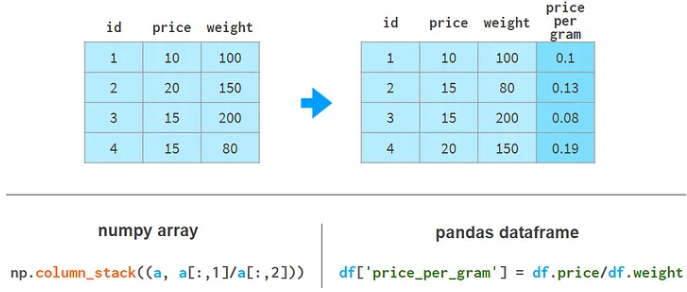 id price weight
1 10 100
2 20 150
3 15 200
4 15 80
id price weight price per gram
1 10 100 0.1
2 15 80 0.13
3 15 200 0.08
4 20 150 0.19
numpy array
np.column_stack((a, a[:,1]/a[:,2]))
pandas dataframe
df['price_per_gram'] = df.price/df.weight